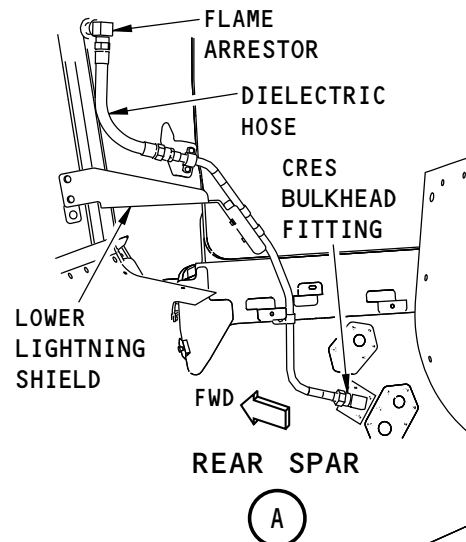 FLAME
ARRESTOR
DIELECTRIC
HOSE
CRES
BULKHEAD
FITTING
LOWER
LIGHTNING
SHIELD
FWD
REAR SPAR
A